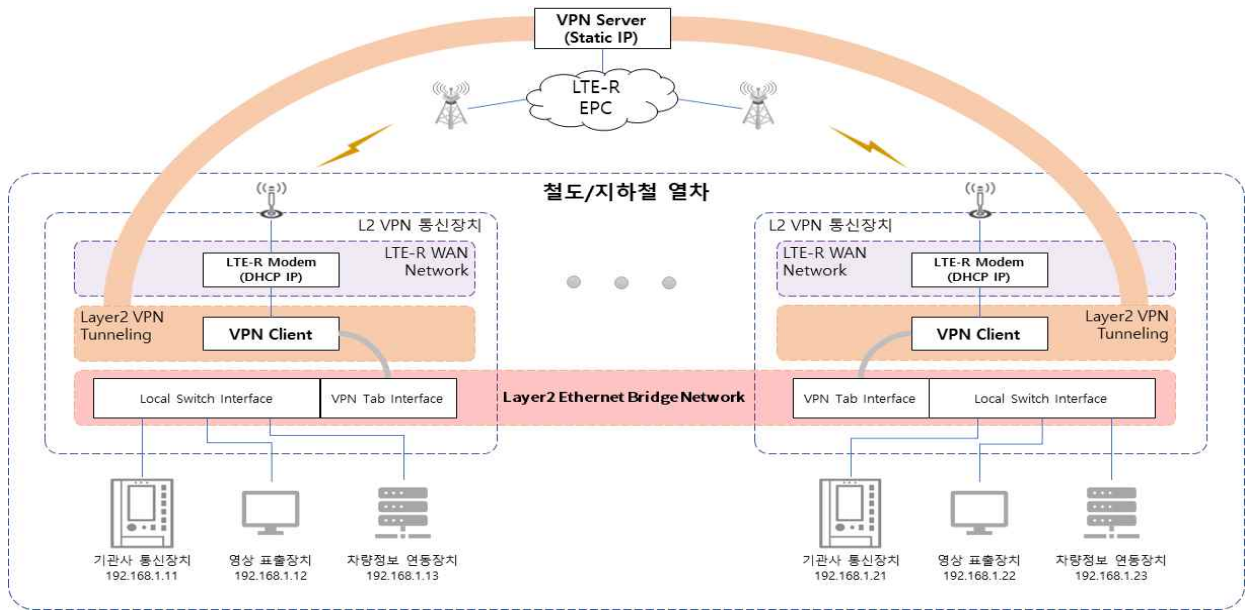 VPN Server
(Static IP)
LTE-R
EPC
철도/지하철 열차
L2 VPN 통신장치
LTE-R WAN
Network
LTE-R Modem
(DHCP IP)
Layer2 VPN
Tunneling
VPN Client
Local Switch Interface
VPN Tab Interface
Layer2 Ethernet Bridge Network
기관사 통신장치
192.168.1.11
영상 표출장치
192.168.1.12
차량정보 연동장치
192.168.1.13
L2 VPN 통신장치
LTE-R WAN
Network
LTE-R Modem
(DHCP IP)
VPN Client
Layer2 VPN
Tunneling
VPN Tab Interface
Local Switch Interface
기관사 통신장치
192.168.1.21
영상 표출장치
192.168.1.22
차량정보 연동장치
192.168.1.23